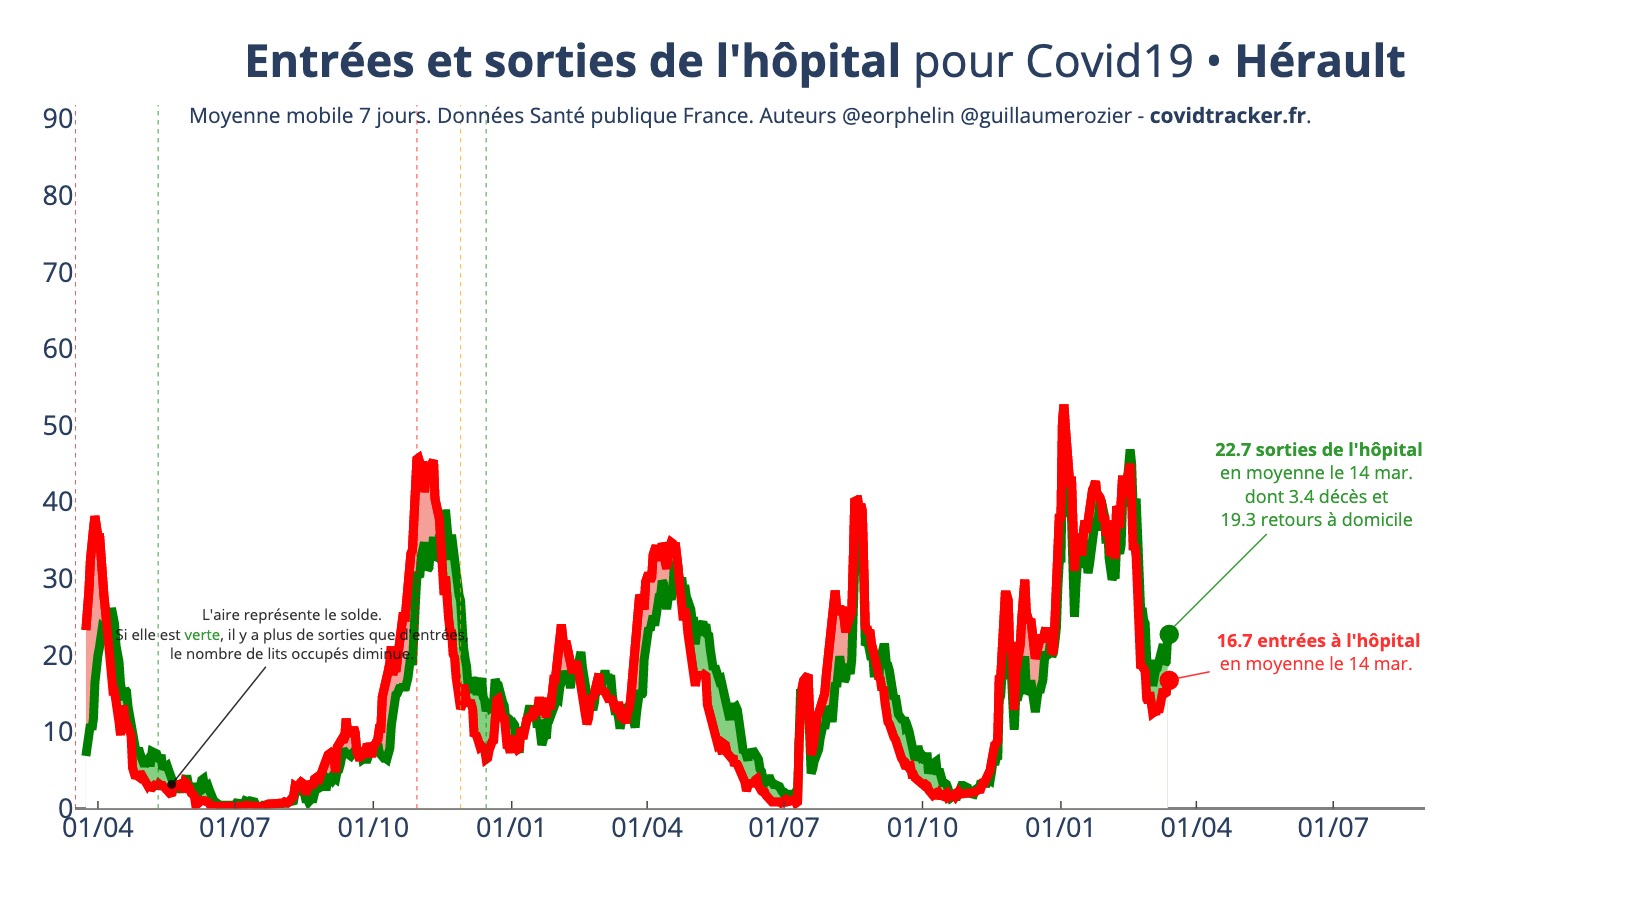 Entrées et sorties de l'hôpital pour Covid19 • Hérault
Moyenne mobile 7 jours. Données Santé publique France. Auteurs @eorphelin @guillaumerozier - covidtracker.fr.
90
80
70
60
50
40
30
20
10
0
22.7 sorties de l'hôpital
en moyenne le 14 mar.
dont 3.4 décès et
19.3 retours à domicile
L'aire représente le solde.
Si elle est verte, il y a plus de sorties que d'entrées,
le nombre de lits occupés diminue.
16.7 entrées à l'hôpital
en moyenne le 14 mar.
01/04 01/07 01/10 01/01 01/04 01/07 01/10 01/01 01/04 01/07